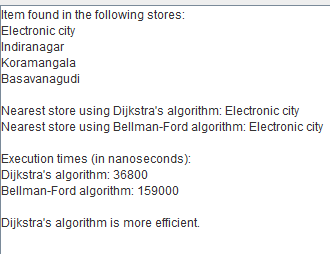 Item found in the following stores:
Electronic city
Indiranagar
Koramangala
Basavanagudi
Nearest store using Dijkstra's algorithm: Electronic city
Nearest store using Bellman-Ford algorithm: Electronic city
Execution times (in nanoseconds):
Dijkstra's algorithm: 36800
Bellman-Ford algorithm: 159000
Dijkstra's algorithm is more efficient.